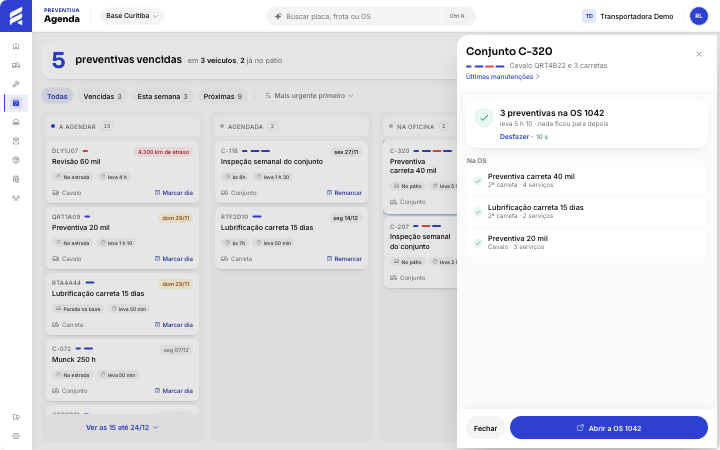 PREVENTIVA
Agenda
Base Curitiba
Buscar placa, frota ou OS
Ctrl K
TD
Transportadora Demo
RL
5 preventivas vencidas em 3 veículos, 2 já no pátio
Todas
Vencidas 3
Esta semana 3
Próximas 9
Mais urgente primeiro
A AGENDAR 15
DLY1J07
4.300 km de atraso
Revisão 60 mil
Na estrada
leva 4 h
Cavalo
Marcar dia
QRT1A09
dom 29/11
Preventiva 20 mil
Na estrada
leva 1 h 10
Cavalo
Marcar dia
RTA4A44
dom 29/11
Lubrificação carreta 15 dias
Parada na base
leva 50 min
Carreta
Marcar dia
C-072
seg 07/12
Munck 250 h
Na estrada
leva 50 min
Conjunto
Marcar dia
Ver as 15 até 24/12
AGENDADA 2
C-118
sex 27/11
Inspeção semanal do conjunto
às 8h
leva 1 h 30
Conjunto
Remarcar
RTF2D10
seg 14/12
Lubrificação carreta 15 dias
às 7h
leva 50 min
Carreta
Remarcar
NA OFICINA 2
C-320
Preventiva
carreta 40 mil
No pátio
leva 5 h
Conjunto
C-207
Inspeção semanal
do conjunto
No pátio
leva 2 h
Conjunto
Conjunto C-320
Cavalo QRT4B22 e 3 carretas
Últimas manutenções
3 preventivas na OS 1042
leva 5 h 10 · nada ficou para depois
Desfazer · 10 s
Na OS
Preventiva carreta 40 mil
2ª carreta · 4 serviços
Lubrificação carreta 15 dias
2ª carreta · 2 serviços
Preventiva 20 mil
Cavalo · 3 serviços
Fechar
Abrir a OS 1042